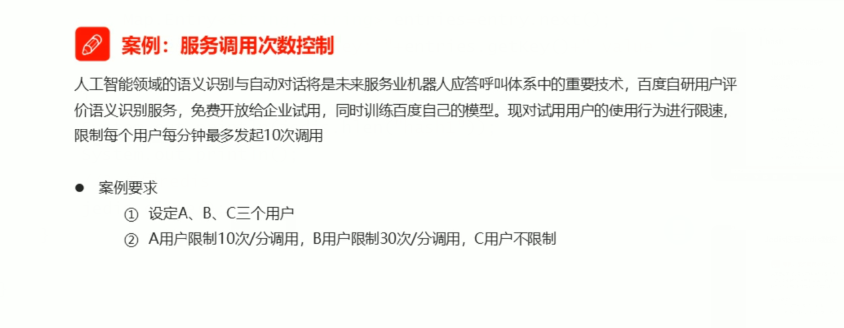 案例：服务调用次数控制
人工智能领域的语义识别与自动对话将是未来服务业机器人应答呼叫体系中的重要技术，百度自研用户评
价语义识别服务，免费开放给企业试用，同时训练百度自己的模型。现对试用用户的使用行为进行限速，
限制每个用户每分钟最多发起10次调用
● 案例要求
① 设定A、B、C三个用户
② A用户限制10次/分调用，B用户限制30次/分调用，C用户不限制